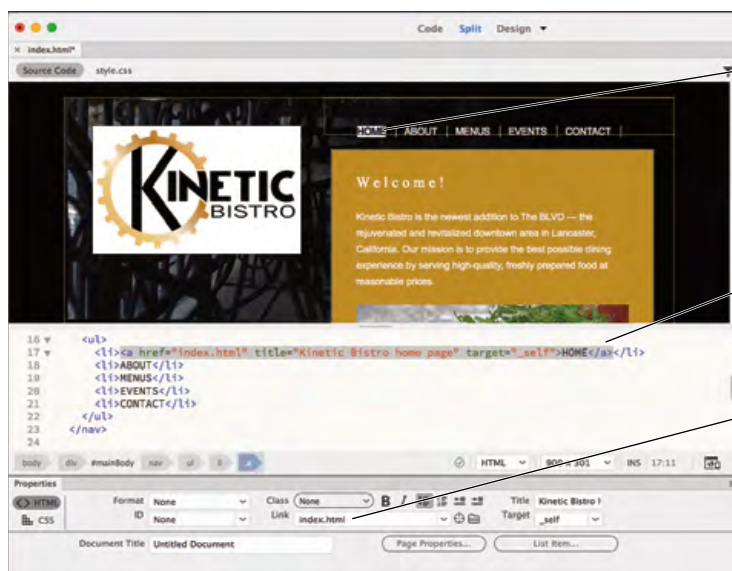 Code Split Design
× index.html*
Source Code style.css
KINETIC
BISTRO
HOME | ABOUT | MENUS | EVENTS | CONTACT |
Welcome!
Kinetic Bistro is the newest addition to The BLVD — the
rejuvenated and revitalized downtown area in Lancaster,
California. Our mission is to provide the best possible dining
experience by serving high-quality, freshly prepared food at
reasonable prices.
16 <ul>
17 <li><a href="index.html" title="Kinetic Bistro home page" target="_self">HOME</a></li>
18 <li>ABOUT</li>
19 <li>MENUS</li>
20 <li>EVENTS</li>
21 <li>CONTACT</li>
22 </ul>
23 </nav>
24
body div #mainBody nav ul li a HTML 900 x 301 INS 17:11
Properties
<> HTML Format None Class None B I Title Kinetic Bistro
CSS ID None Link index.html Target _self
Document Title Untitled Document Page Properties... List Item...